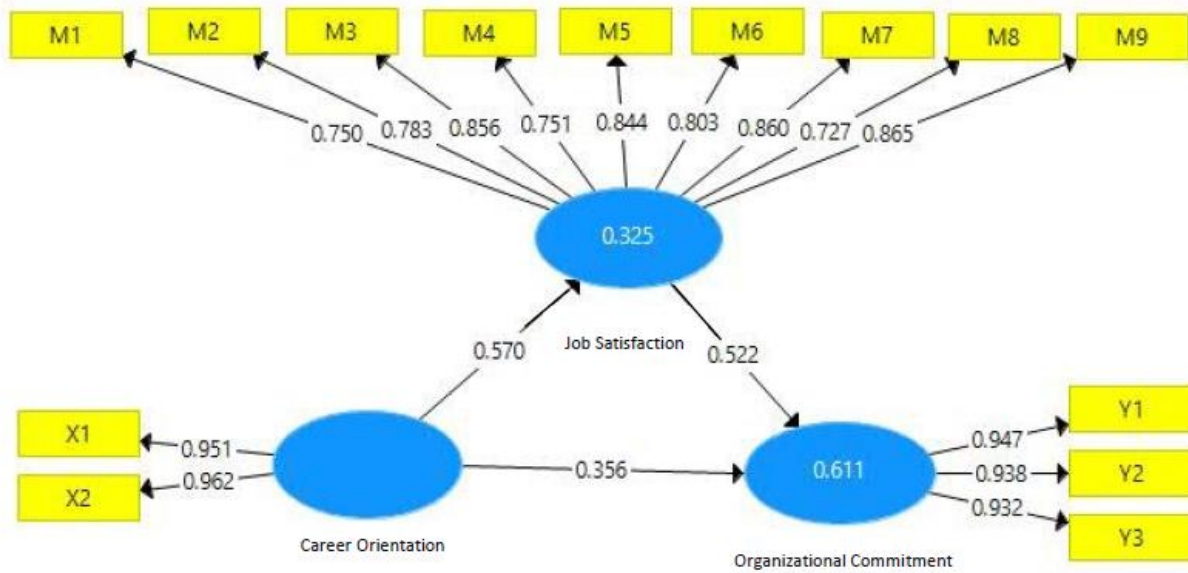 M1
M2
M3
M4
M5
M6
M7
M8
M9
0.750
0.783
0.856
0.751
0.844
0.803
0.860
0.727
0.865
0.325
Job Satisfaction
0.570
0.522
X1
X2
0.951
0.962
0.356
0.611
0.947
0.938
0.932
Y1
Y2
Y3
Career Orientation
Organizational Commitment